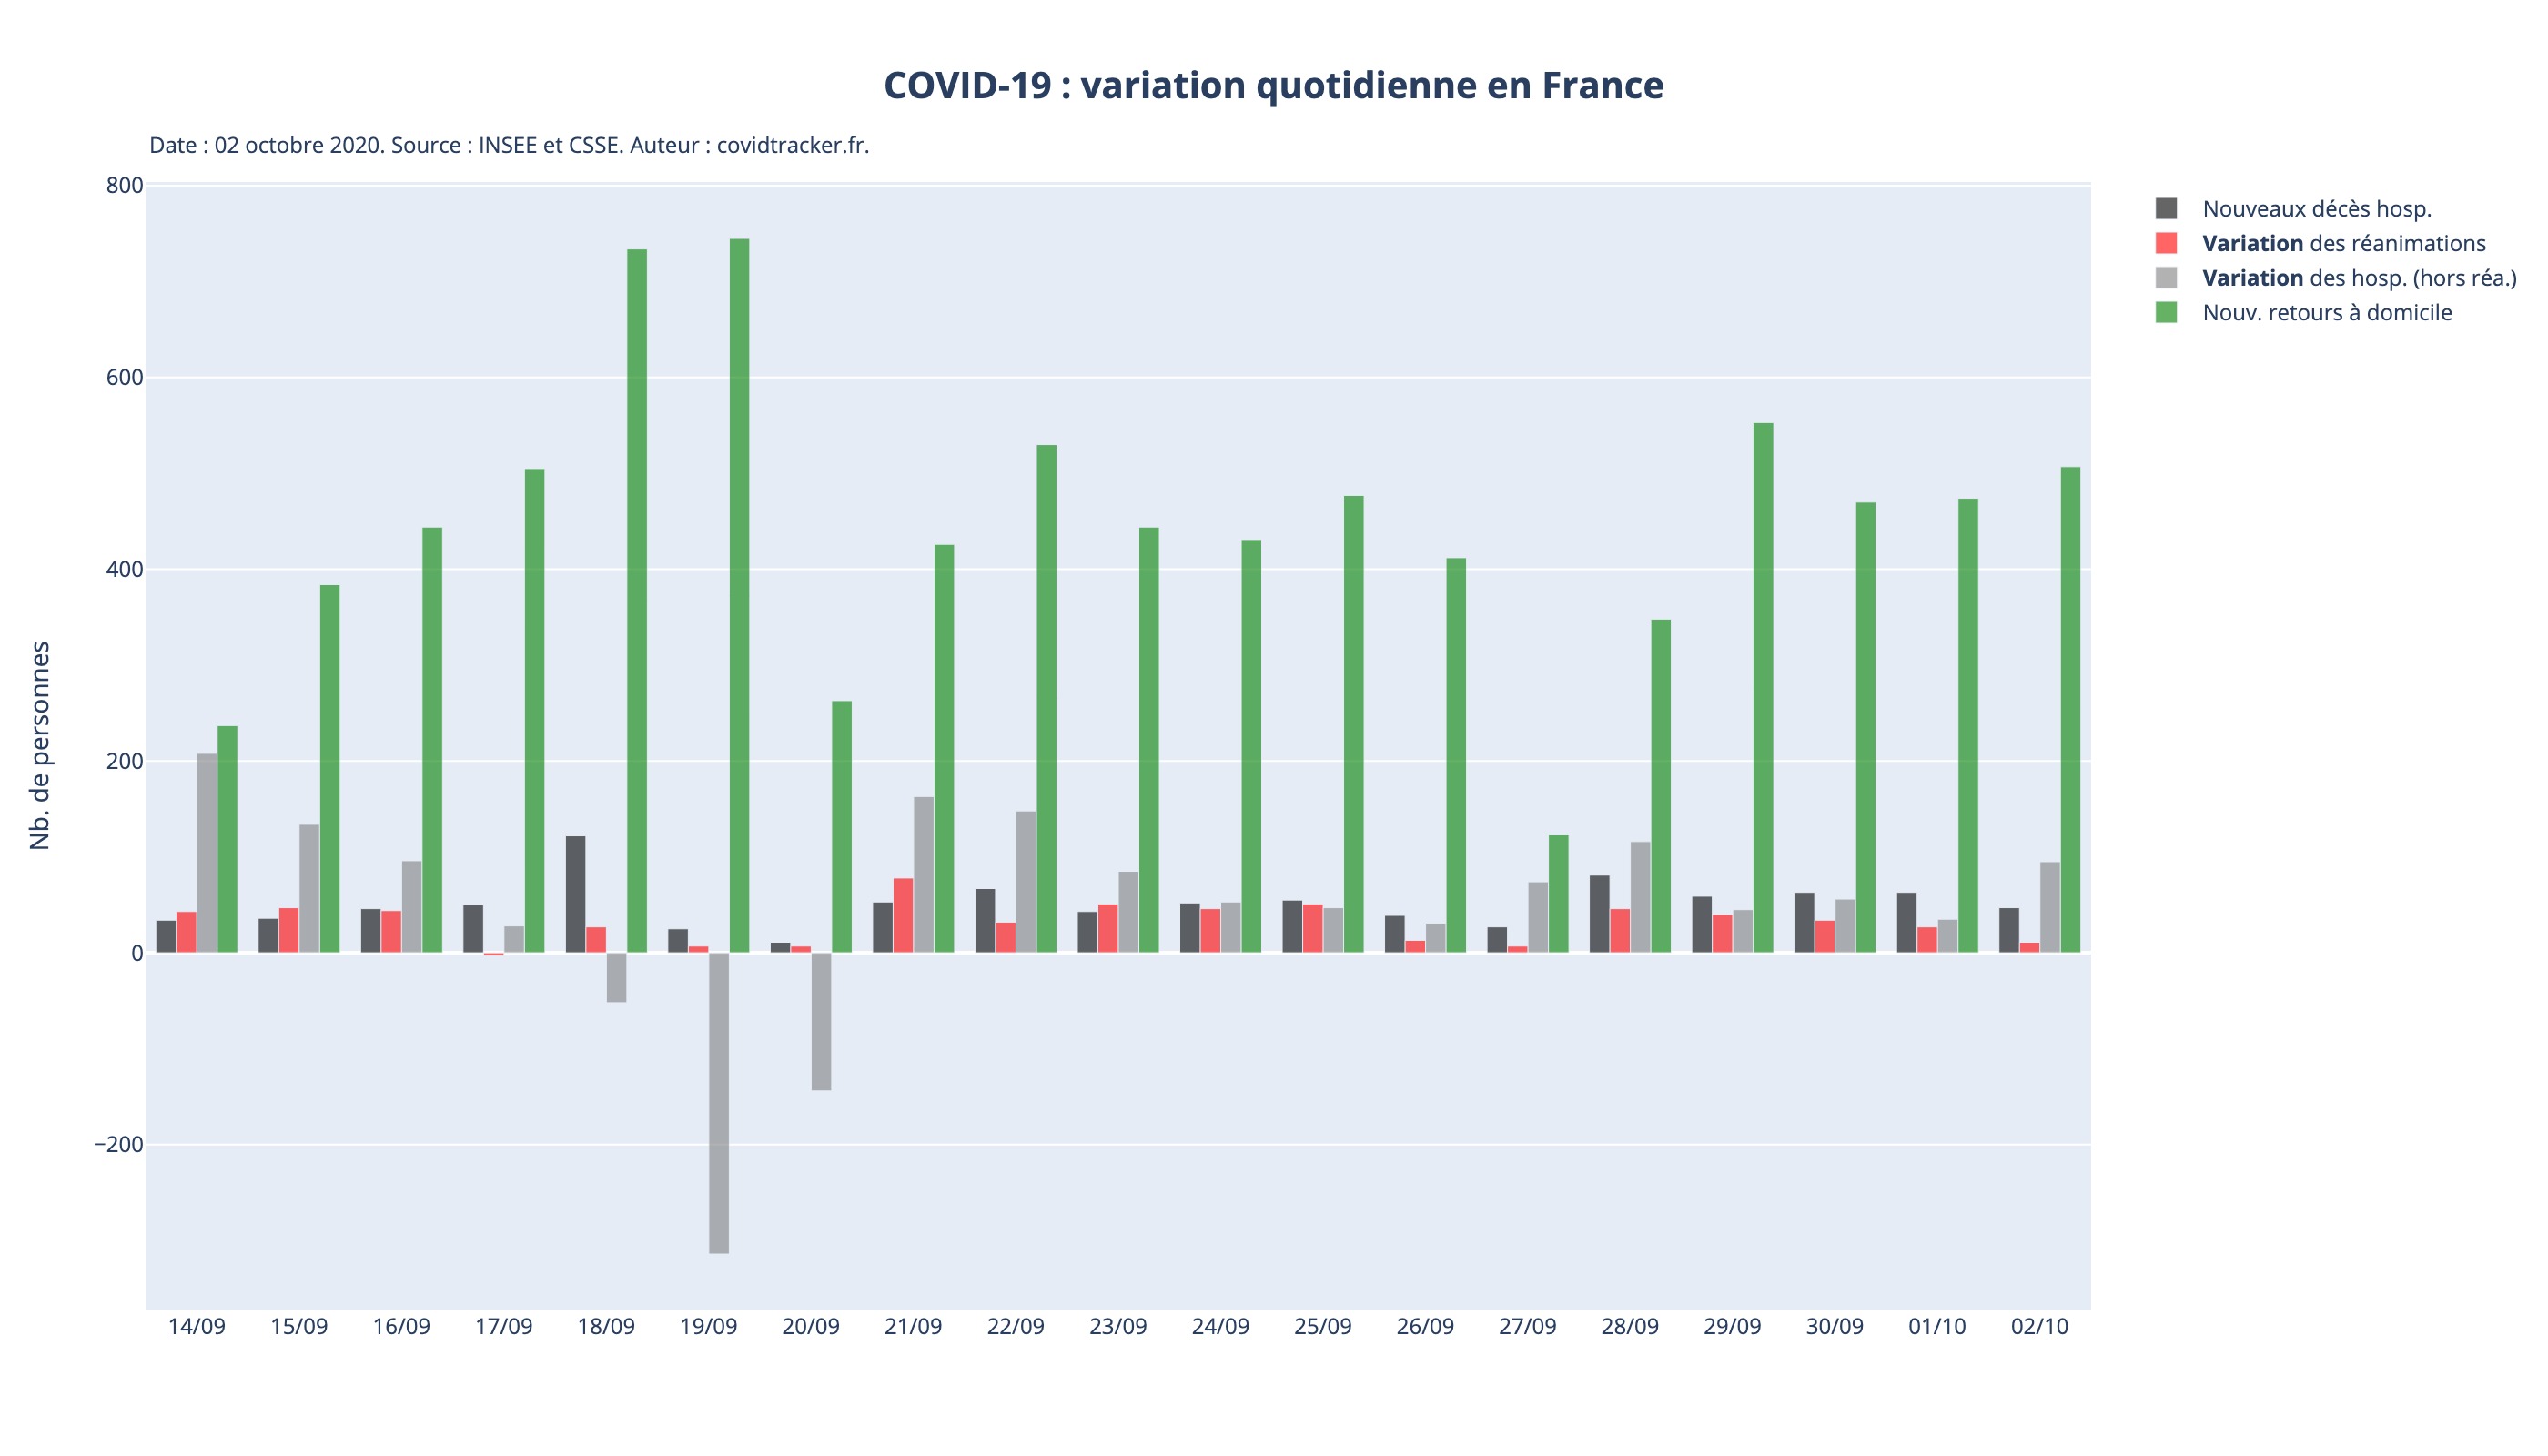 COVID-19 : variation quotidienne en France
Date : 02 octobre 2020. Source : INSEE et CSSE. Auteur : covidtracker.fr.
Nb. de personnes
800
600
400
200
0
−200
14/09 15/09 16/09 17/09 18/09 19/09 20/09 21/09 22/09 23/09 24/09 25/09 26/09 27/09 28/09 29/09 30/09 01/10 02/10
Nouveaux décès hosp.
Variation des réanimations
Variation des hosp. (hors réa.)
Nouv. retours à domicile